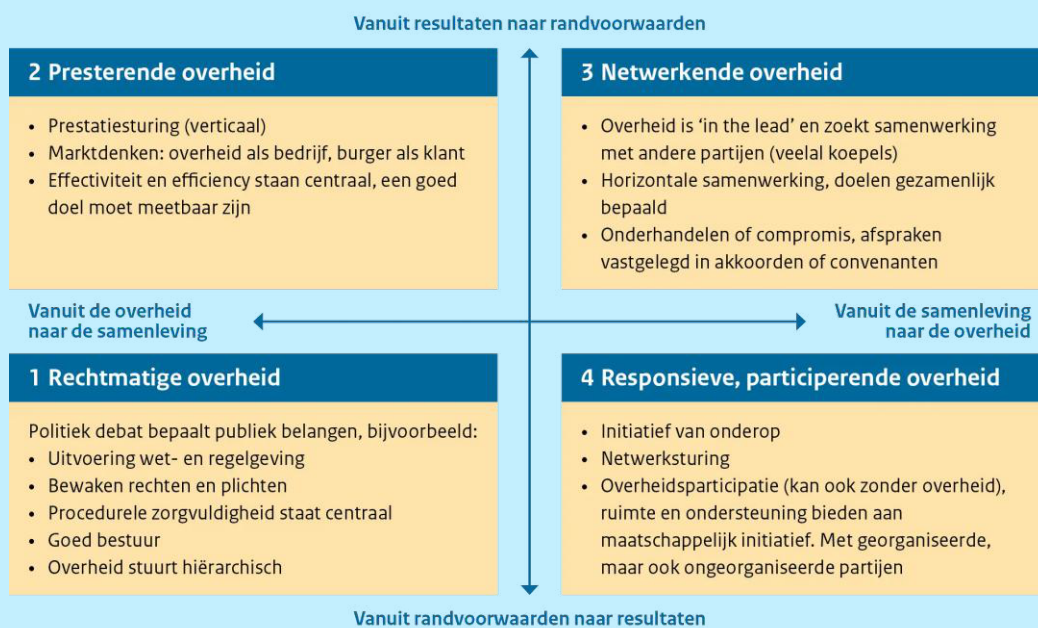 Vanuit resultaten naar randvoorwaarden
2 Presterende overheid
• Prestatiesturing (verticaal)
• Marktdenken: overheid als bedrijf, burger als klant
• Effectiviteit en efficiency staan centraal, een goed
doel moet meetbaar zijn
3 Netwerkende overheid
• Overheid is ‘in the lead’ en zoekt samenwerking
met andere partijen (veelal koepels)
• Horizontale samenwerking, doelen gezamenlijk
bepaald
• Onderhandelen of compromis, afspraken
vastgelegd in akkoorden of convenanten
Vanuit de overheid
naar de samenleving
Vanuit de samenleving
naar de overheid
1 Rechtmatige overheid
Politiek debat bepaalt publiek belangen, bijvoorbeeld:
• Uitvoering wet- en regelgeving
• Bewaken rechten en plichten
• Procedurele zorgvuldigheid staat centraal
• Goed bestuur
• Overheid stuurt hiërarchisch
4 Responsieve, participerende overheid
• Initiatief van onderop
• Netwerksturing
• Overheidsparticipatie (kan ook zonder overheid),
ruimte en ondersteuning bieden aan
maatschappelijk initiatief. Met georganiseerde,
maar ook ongeorganiseerde partijen
Vanuit randvoorwaarden naar resultaten